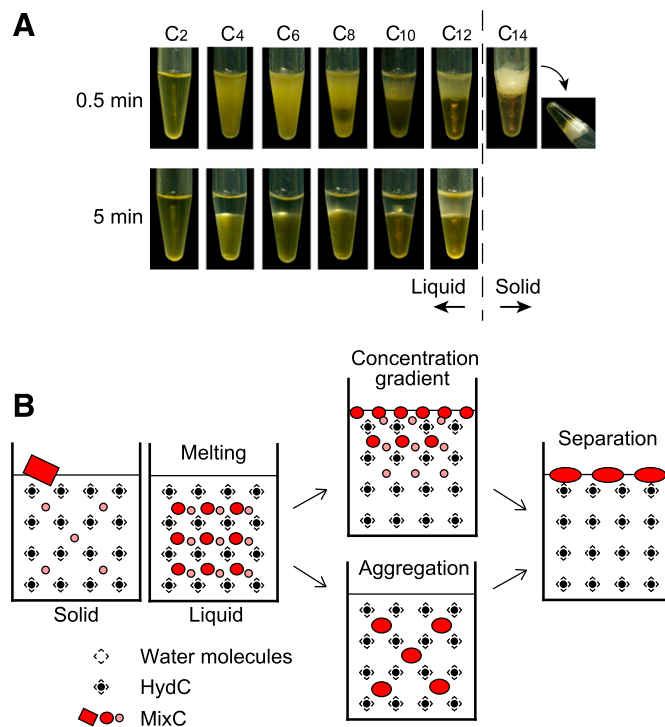 A
C2 C4 C6 C8 C10 C12 C14
0.5 min
5 min
Liquid Solid
B
Concentration
gradient
Melting
Separation
Aggregation
Solid Liquid
Water molecules
HydC
MixC